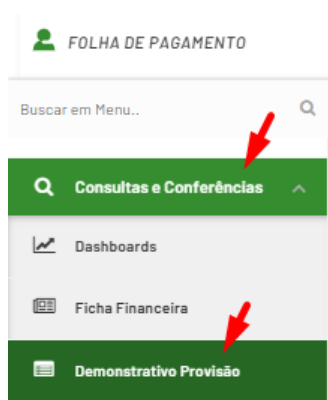 FOLHA DE PAGAMENTO
Buscar em Menu..
Consultas e Conferências
Dashboards
Ficha Financeira
Demonstrativo Provisão